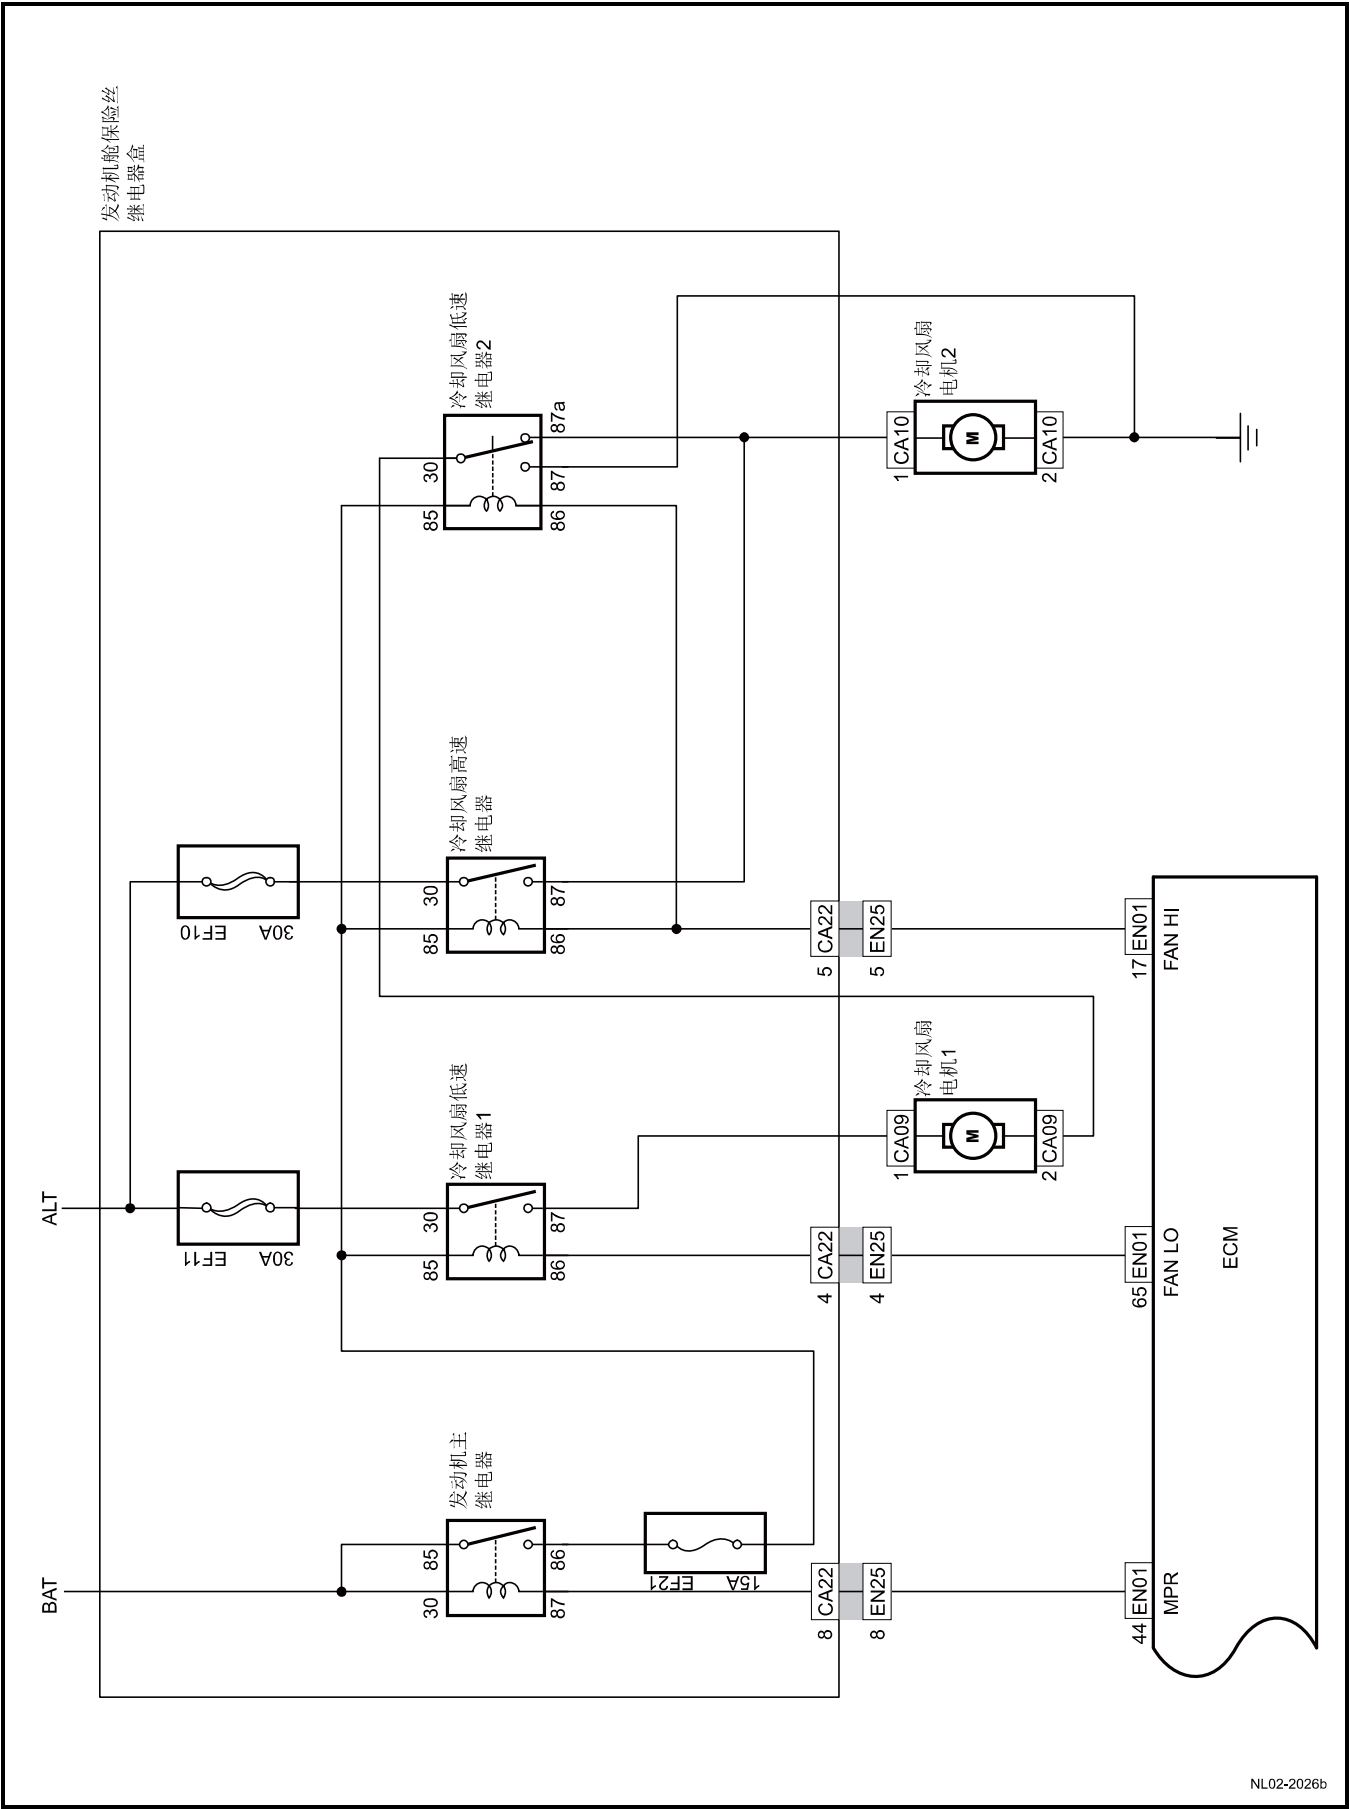 发动机舱保险丝
继电器盒
ALT
BAT
EF10
30A
EF11
30A
冷却风扇低速
继电器2
30
85
87a
87
86
冷却风扇高速
继电器
30
85
87
86
冷却风扇低速
继电器1
30
85
87
86
发动机主
继电器
85
30
86
87
EF21
15A
冷却风扇
电机2
1 CA10
M
2 CA10
冷却风扇
电机1
1 CA09
M
2 CA09
5 CA22
5 EN25
4 CA22
4 EN25
8 CA22
8 EN25
17 EN01
FAN HI
65 EN01
FAN LO
44 EN01
MPR
ECM
NL02-2026b